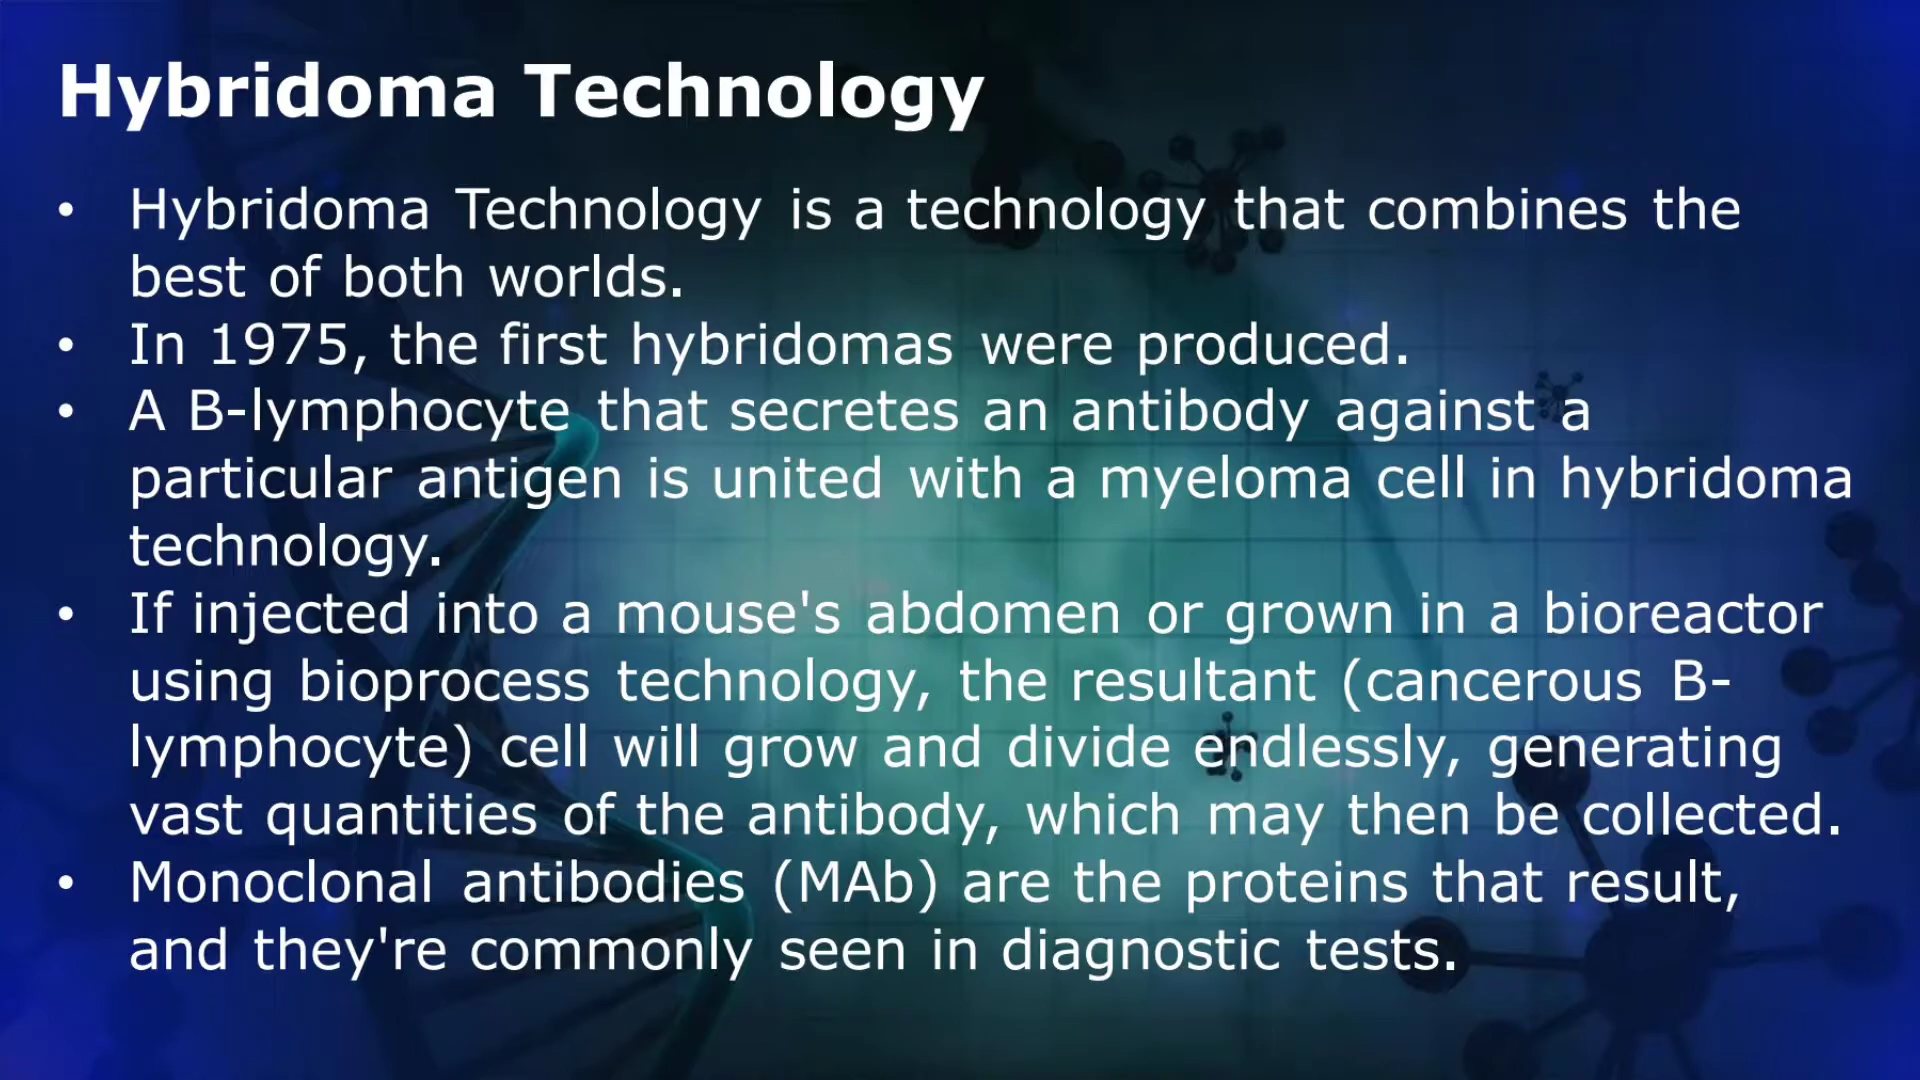 Hybridoma Technology
• Hybridoma Technology is a technology that combines the
best of both worlds.
• In 1975, the first hybridomas were produced.
• A B-lymphocyte that secretes an antibody against a
particular antigen is united with a myeloma cell in hybridoma
technology.
• If injected into a mouse's abdomen or grown in a bioreactor
using bioprocess technology, the resultant (cancerous B-
lymphocyte) cell will grow and divide endlessly, generating
vast quantities of the antibody, which may then be collected.
• Monoclonal antibodies (MAb) are the proteins that result,
and they're commonly seen in diagnostic tests.